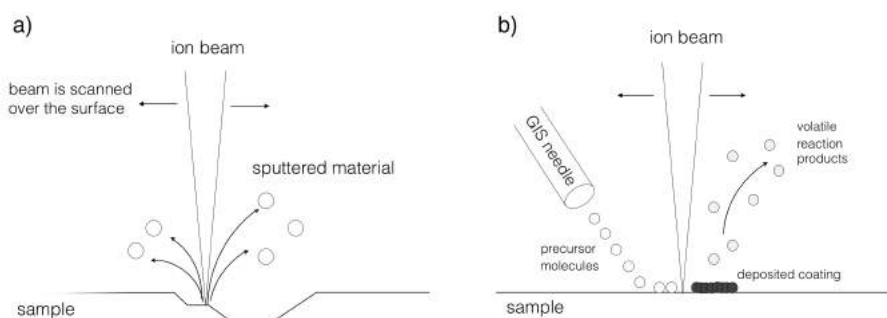 a)
ion beam
beam is scanned
over the surface
sputtered material
sample
b)
ion beam
GIS needle
volatile
reaction
products
precursor
molecules
deposited coating
sample